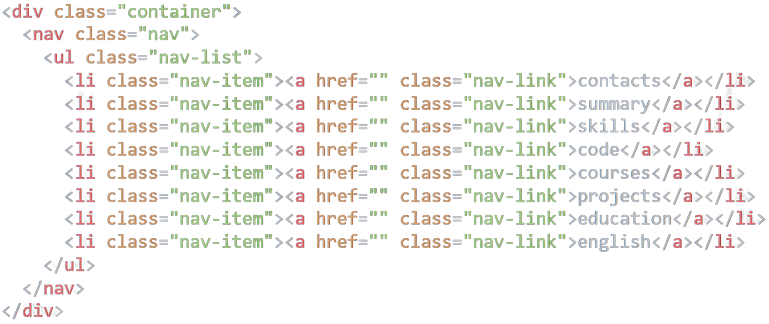 <div class="container">
  <nav class="nav">
    <ul class="nav-list">
      <li class="nav-item"><a href="" class="nav-link">contacts</a></li>
      <li class="nav-item"><a href="" class="nav-link">summary</a></li>
      <li class="nav-item"><a href="" class="nav-link">skills</a></li>
      <li class="nav-item"><a href="" class="nav-link">code</a></li>
      <li class="nav-item"><a href="" class="nav-link">courses</a></li>
      <li class="nav-item"><a href="" class="nav-link">projects</a></li>
      <li class="nav-item"><a href="" class="nav-link">education</a></li>
      <li class="nav-item"><a href="" class="nav-link">english</a></li>
    </ul>
  </nav>
</div>